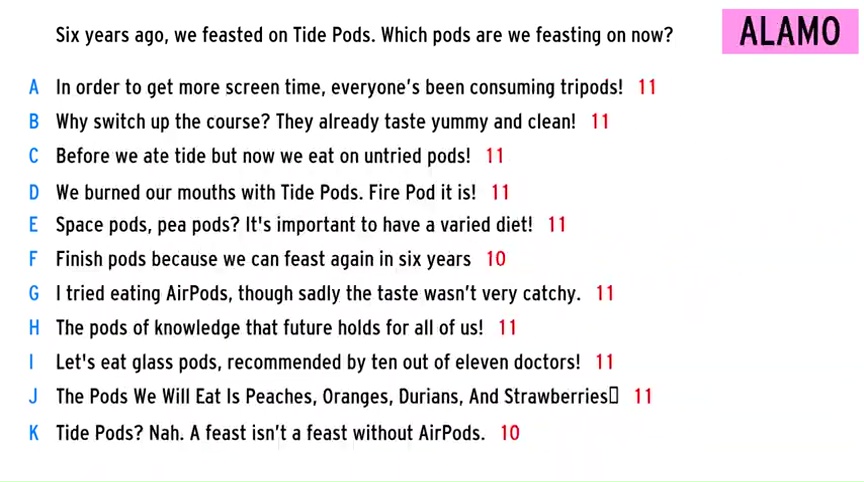 Six years ago, we feasted on Tide Pods. Which pods are we feasting on now?
ALAMO
A In order to get more screen time, everyone's been consuming tripods! 11
B Why switch up the course? They already taste yummy and clean! 11
C Before we ate tide but now we eat on untried pods! 11
D We burned our mouths with Tide Pods. Fire Pod it is! 11
E Space pods, pea pods? It's important to have a varied diet! 11
F Finish pods because we can feast again in six years 10
G I tried eating AirPods, though sadly the taste wasn't very catchy. 11
H The pods of knowledge that future holds for all of us! 11
I Let's eat glass pods, recommended by ten out of eleven doctors! 11
J The Pods We Will Eat Is Peaches, Oranges, Durians, And Strawberries▯ 11
K Tide Pods? Nah. A feast isn't a feast without AirPods. 10